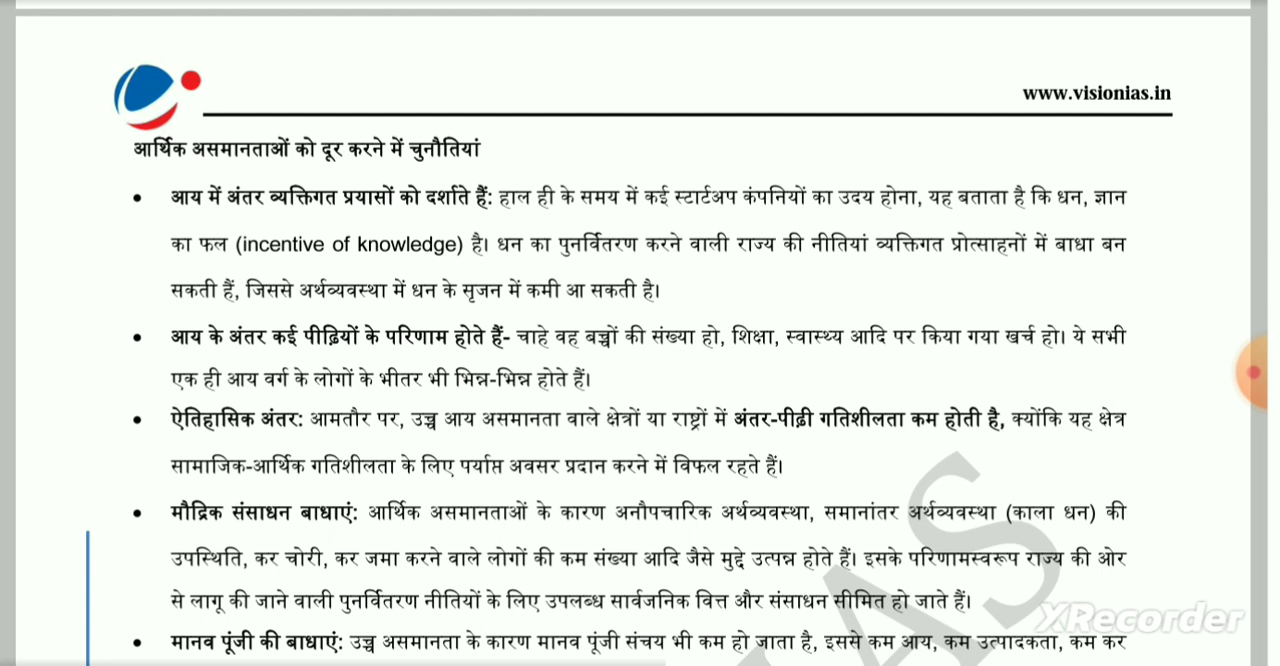 www.visionias.in
आर्थिक असमानताओं को दूर करने में चुनौतियां
• आय में अंतर व्यक्तिगत प्रयासों को दर्शाते हैं: हाल ही के समय में कई स्टार्टअप कंपनियों का उदय होना, यह बताता है कि धन, ज्ञान
का फल (incentive of knowledge) है। धन का पुनर्वितरण करने वाली राज्य की नीतियां व्यक्तिगत प्रोत्साहनों में बाधा बन
सकती हैं, जिससे अर्थव्यवस्था में धन के सृजन में कमी आ सकती है।
• आय के अंतर कई पीढ़ियों के परिणाम होते हैं- चाहे वह बच्चों की संख्या हो, शिक्षा, स्वास्थ्य आदि पर किया गया खर्च हो। ये सभी
एक ही आय वर्ग के लोगों के भीतर भी भिन्न-भिन्न होते हैं।
• ऐतिहासिक अंतर: आमतौर पर, उच्च आय असमानता वाले क्षेत्रों या राष्ट्रों में अंतर-पीढ़ी गतिशीलता कम होती है, क्योंकि यह क्षेत्र
सामाजिक-आर्थिक गतिशीलता के लिए पर्याप्त अवसर प्रदान करने में विफल रहते हैं।
• मौद्रिक संसाधन बाधाएं: आर्थिक असमानताओं के कारण अनौपचारिक अर्थव्यवस्था, समानांतर अर्थव्यवस्था (काला धन) की
उपस्थिति, कर चोरी, कर जमा करने वाले लोगों की कम संख्या आदि जैसे मुद्दे उत्पन्न होते हैं। इसके परिणामस्वरूप राज्य की ओर
से लागू की जाने वाली पुनर्वितरण नीतियों के लिए उपलब्ध सार्वजनिक वित्त और संसाधन सीमित हो जाते हैं।
XRecorder
• मानव पूंजी की बाधाएं: उच्च असमानता के कारण मानव पूंजी संचय भी कम हो जाता है, इससे कम आय, कम उत्पादकता, कम कर